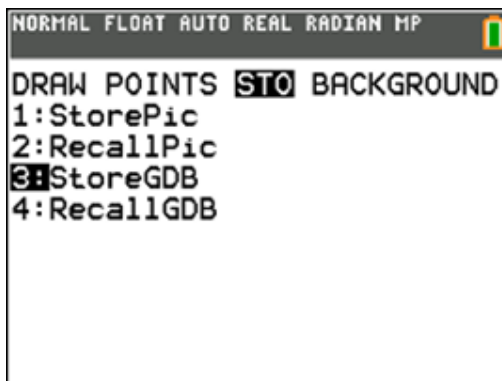 NORMAL FLOAT AUTO REAL RADIAN MP
DRAW POINTS STO BACKGROUND
1:StorePic
2:RecallPic
3:StoreGDB
4:RecallGDB